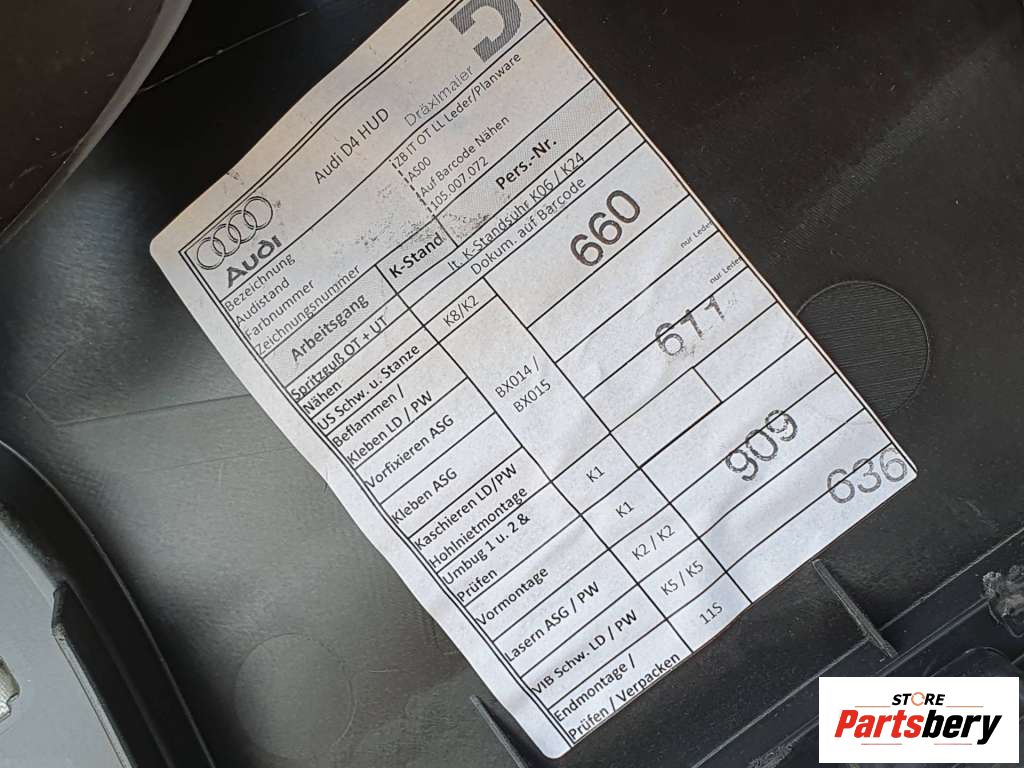 Audi D4 HUD
Dräxlmaier
Audi
Bezeichnung
ZB IT OT LL Leder/Planware
Audistand
AS00
Farbnummer
Auf Barcode Nähen
Zeichnungsnummer
105.007.072
Arbeitsgang
K-Stand
Pers.-Nr.
Spritzguß OT + UT
lt. K-Standsuhr K06 / K24
Nähen
Dokum. auf Barcode
US Schw. u. Stanze
K8/K2
660
Beflammen /
Kleben LD / PW
BX014 /
BX015
Vorfixieren ASG
nur Leder
Kleben ASG
611
nur Leder
Kaschieren LD/PW
Hohlnietmontage
K1
Umbug 1 u. 2 &
Prüfen
K1
909
Vormontage
K2 / K2
636
Lasern ASG / PW
K5 / K5
VIB Schw. LD / PW
115
Endmontage /
Prüfen / Verpacken
STORE
Partsbery